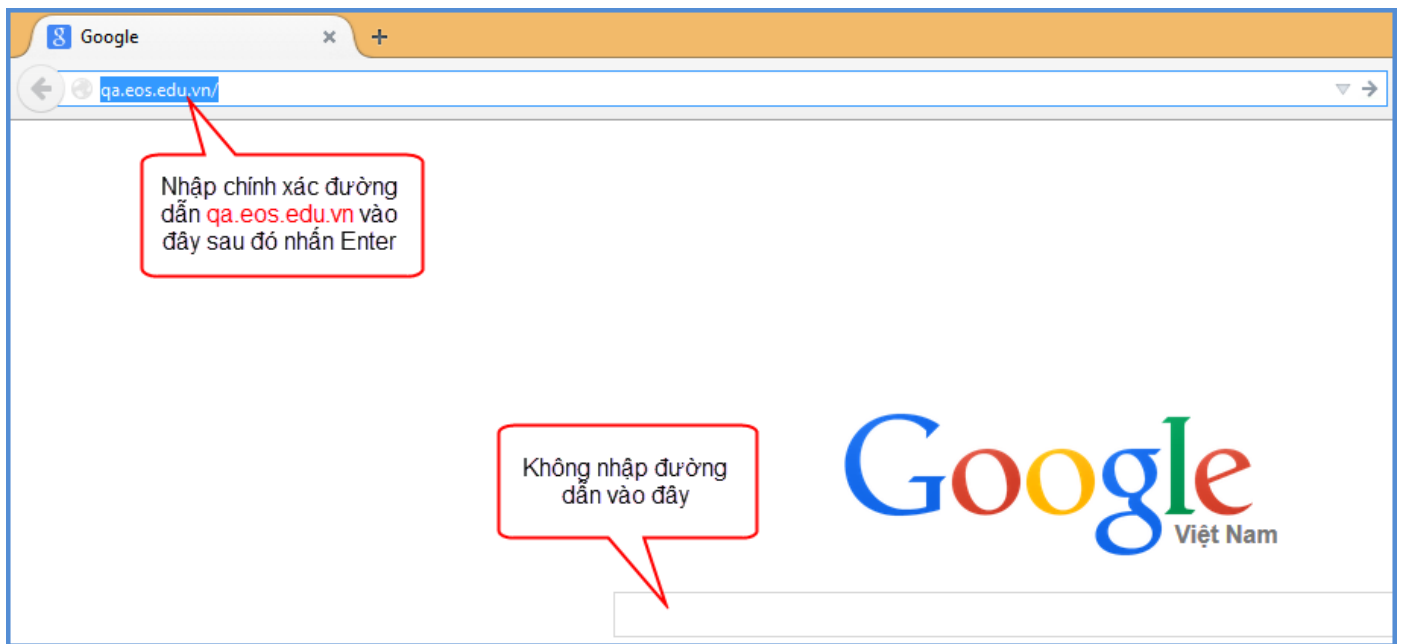 Google
qa.eos.edu.vn/
Nhập chính xác đường
dẫn qa.eos.edu.vn vào
đây sau đó nhấn Enter
Không nhập đường
dẫn vào đây
Google
Việt Nam